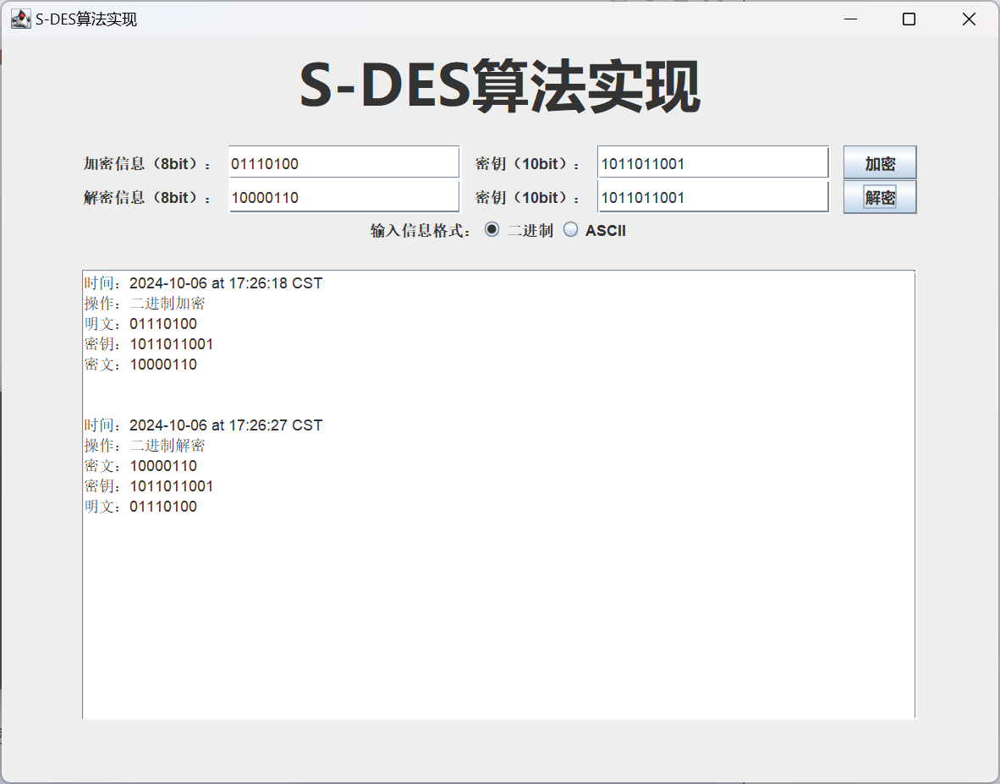 S-DES算法实现
S-DES算法实现
加密信息（8bit）： 01110100 密钥（10bit）： 1011011001 加密
解密信息（8bit）： 10000110 密钥（10bit）： 1011011001 解密
输入信息格式： 二进制 ASCII
时间：2024-10-06 at 17:26:18 CST
操作：二进制加密
明文：01110100
密钥：1011011001
密文：10000110
时间：2024-10-06 at 17:26:27 CST
操作：二进制解密
密文：10000110
密钥：1011011001
明文：01110100